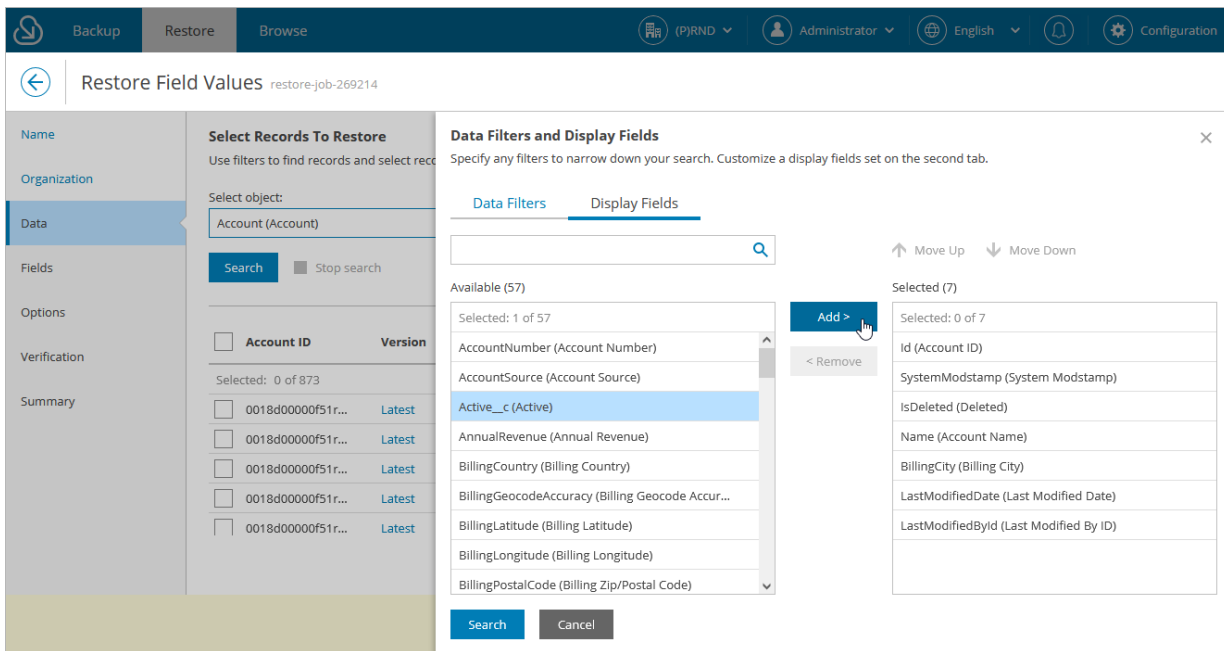 Backup
Restore
Browse
(P)RND
Administrator
English
Configuration
Restore Field Values restore-job-269214
Name
Organization
Data
Fields
Options
Verification
Summary
Select Records To Restore
Use filters to find records and select reco
Select object:
Account (Account)
Search
Stop search
Account ID
Version
Selected: 0 of 873
0018d00000f51r... Latest
0018d00000f51r... Latest
0018d00000f51r... Latest
0018d00000f51r... Latest
0018d00000f51r... Latest
Data Filters and Display Fields
Specify any filters to narrow down your search. Customize a display fields set on the second tab.
Data Filters
Display Fields
Available (57)
Selected: 1 of 57
AccountNumber (Account Number)
AccountSource (Account Source)
Active__c (Active)
AnnualRevenue (Annual Revenue)
BillingCountry (Billing Country)
BillingGeocodeAccuracy (Billing Geocode Accur...
BillingLatitude (Billing Latitude)
BillingLongitude (Billing Longitude)
BillingPostalCode (Billing Zip/Postal Code)
Add >
< Remove
Move Up
Move Down
Selected (7)
Selected: 0 of 7
Id (Account ID)
SystemModstamp (System Modstamp)
IsDeleted (Deleted)
Name (Account Name)
BillingCity (Billing City)
LastModifiedDate (Last Modified Date)
LastModifiedById (Last Modified By ID)
Search
Cancel